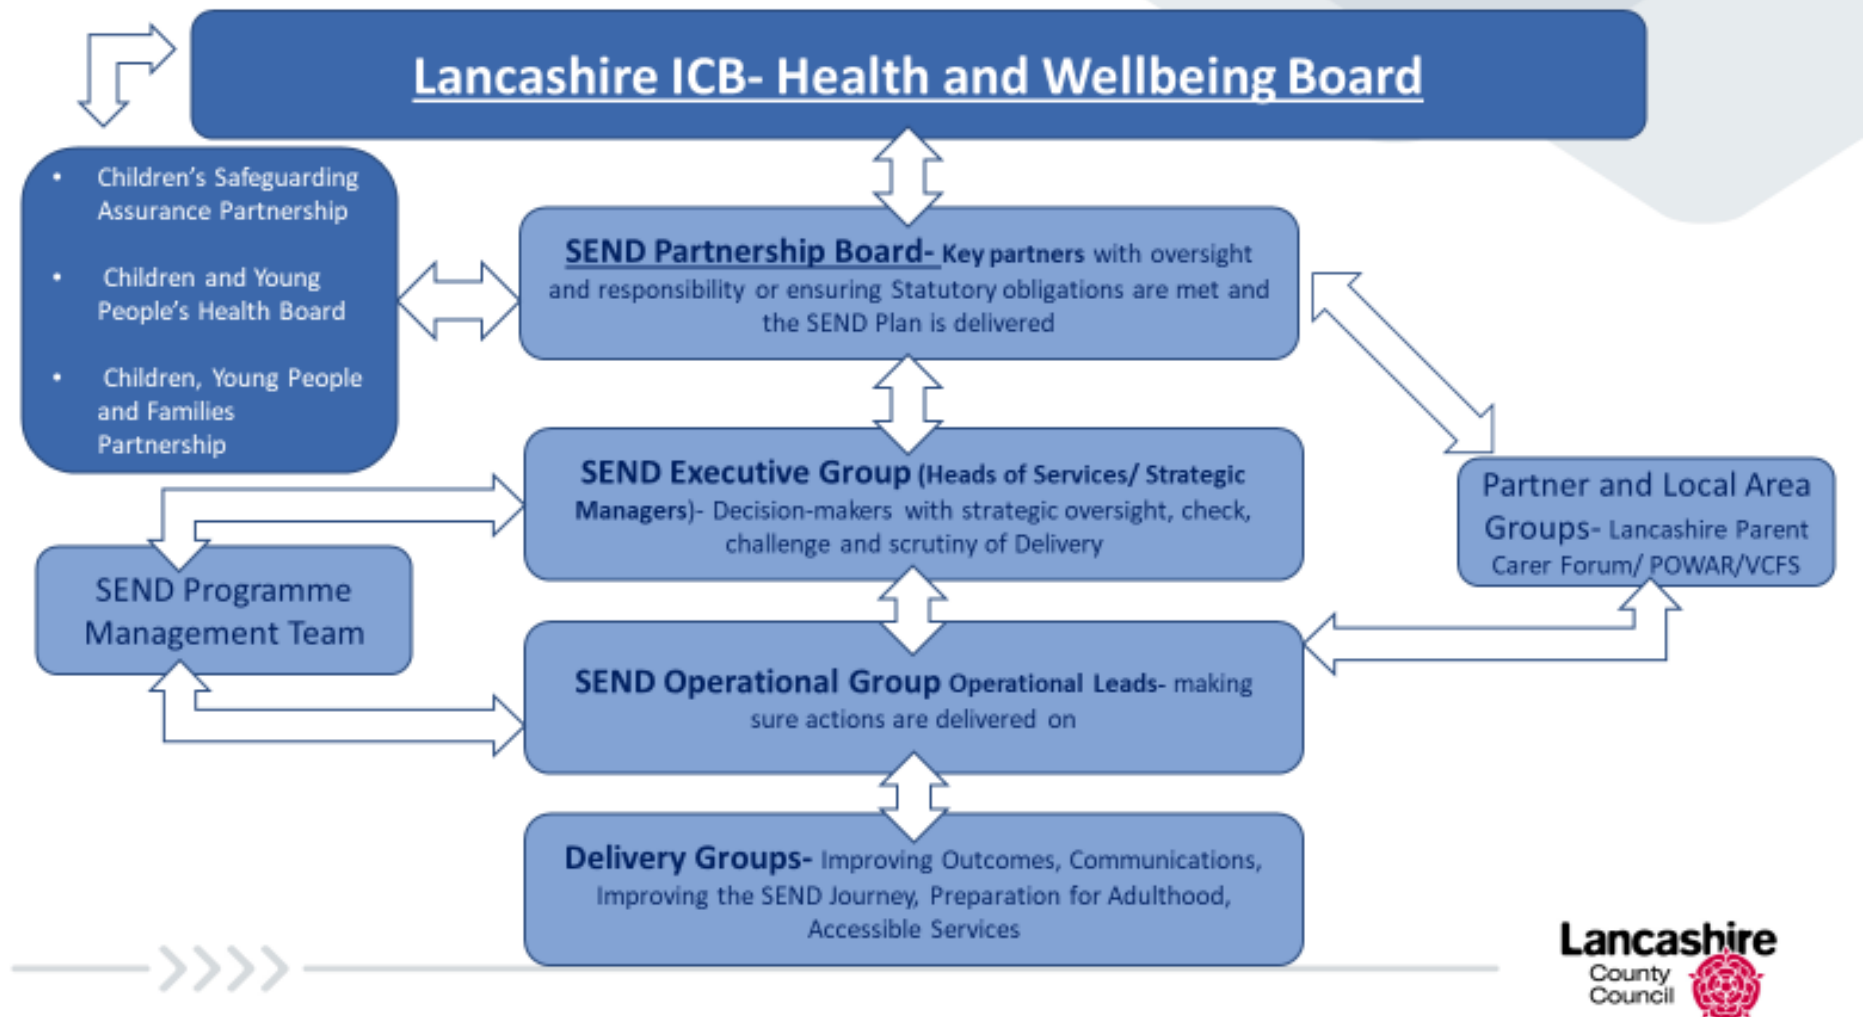 Lancashire ICB- Health and Wellbeing Board
• Children's Safeguarding
Assurance Partnership
• Children and Young
People's Health Board
• Children, Young People
and Families
Partnership
SEND Partnership Board- Key partners with oversight
and responsibility or ensuring Statutory obligations are met and
the SEND Plan is delivered
SEND Executive Group (Heads of Services/ Strategic
Managers)- Decision-makers with strategic oversight, check,
challenge and scrutiny of Delivery
Partner and Local Area
Groups- Lancashire Parent
Carer Forum/ POWAR/VCFS
SEND Programme
Management Team
SEND Operational Group Operational Leads- making
sure actions are delivered on
Delivery Groups- Improving Outcomes, Communications,
Improving the SEND Journey, Preparation for Adulthood,
Accessible Services
Lancashire
County
Council